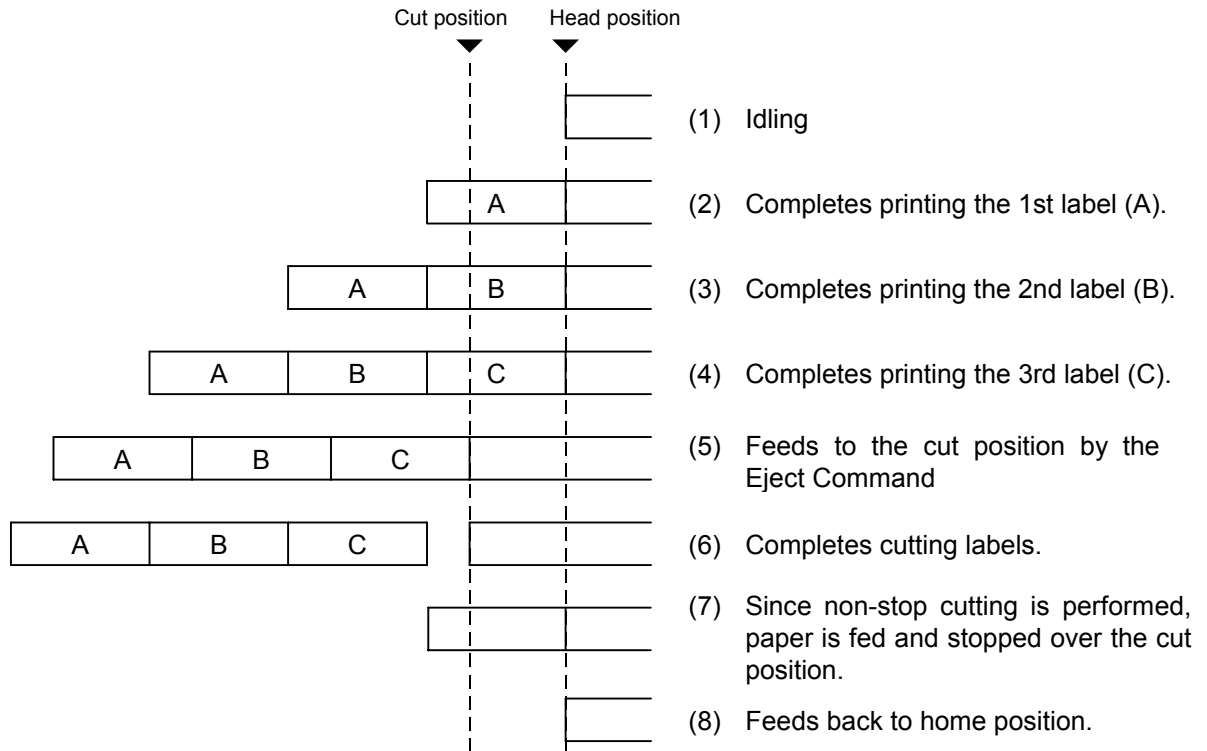 Cut position Head position
(1) Idling
A (2) Completes printing the 1st label (A).
A B (3) Completes printing the 2nd label (B).
A B C (4) Completes printing the 3rd label (C).
A B C (5) Feeds to the cut position by the
Eject Command
A B C (6) Completes cutting labels.
(7) Since non-stop cutting is performed,
paper is fed and stopped over the cut
position.
(8) Feeds back to home position.